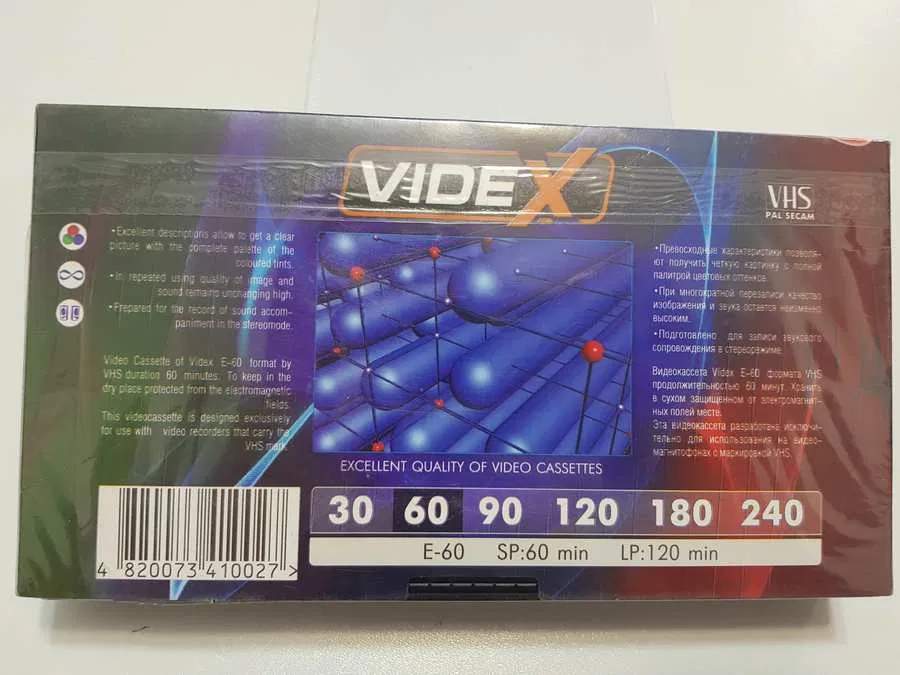 VIDEX
VHS
PAL SECAM
•Excellent descriptions allow to get a clear
picture with the complete palette of the
coloured tints.
•In repeated using quality of image and
sound remains unchanging high.
•Prepared for the record of sound accom-
paniment in the stereomode.
Video Cassette of Videx E-60 format by
VHS duration 60 minutes. To keep in the
dry place protected from the electromagnetic
fields.
This videocassette is designed exclusively
for use with video recorders that carry the
VHS mark.
•Превосходные характеристики позволя-
ют получить четкую картинку с полной
палитрой цветовых оттенков.
•При многократной перезаписи качество
изображения и звука остается неизменно
высоким.
•Подготовлено для записи звукового
сопровождения в стереорежиме.
Видеокассета Videx E-60 формата VHS
продолжительностью 60 минут. Хранить
в сухом защищенном от электромагнит-
ных полей месте.
Эта видеокассета разработана исключи-
тельно для использования на видео-
магнитофонах с маркировкой VHS.
EXCELLENT QUALITY OF VIDEO CASSETTES
30 60 90 120 180 240
E-60 SP:60 min LP:120 min
4 820073 410027 >